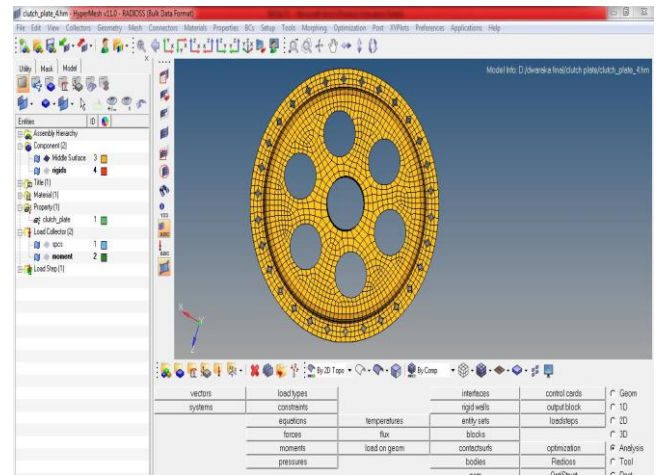 clutch_plate_4.hm - HyperMesh v11.0 - RADIOSS (Bulk Data Format)
File Edit View Collectors Geometry Mesh Connectors Materials Properties BCs Setup Tools Morphing Optimization Post XYPlots Preferences Applications Help
Utility Mask Model
Model Info: D:/dwaraka final/clutch plate/clutch_plate_4.hm
Entities ID
Assembly Hierarchy
Component (2)
Middle Surface 3
rigids 4
Title (1)
Material (1)
Property (1)
clutch_plate 1
Load Collector (2)
spcs 1
moment 2
Load Step (1)
123
X
Y
Z
By 2D Topo By Comp
vectors load types interfaces control cards Geom
systems constraints rigid walls output block 1D
equations temperatures entity sets loadsteps 2D
forces flux blocks 3D
moments load on geom contactsurfs optimization Analysis
pressures bodies Radioss Tool
OptiStruct Post